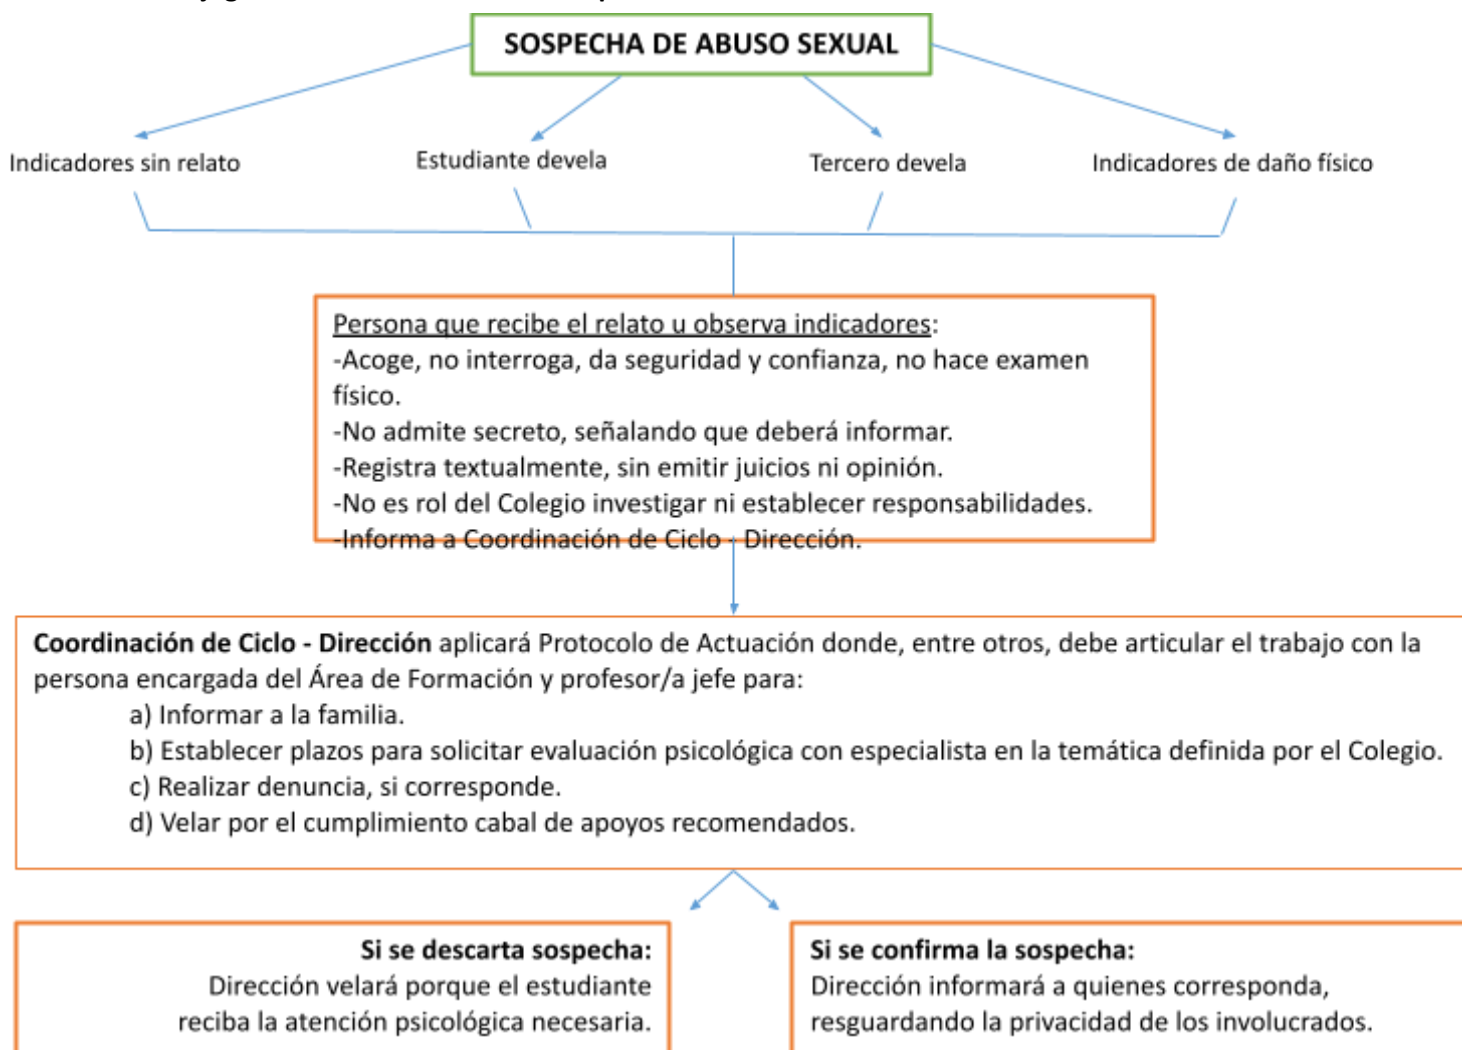 SOSPECHA DE ABUSO SEXUAL
Indicadores sin relato
Estudiante devela
Tercero devela
Indicadores de daño físico
Persona que recibe el relato u observa indicadores:
-Acoge, no interroga, da seguridad y confianza, no hace examen
físico.
-No admite secreto, señalando que deberá informar.
-Registra textualmente, sin emitir juicios ni opinión.
-No es rol del Colegio investigar ni establecer responsabilidades.
-Informa a Coordinación de Ciclo - Dirección.
Coordinación de Ciclo - Dirección aplicará Protocolo de Actuación donde, entre otros, debe articular el trabajo con la
persona encargada del Área de Formación y profesor/a jefe para:
a) Informar a la familia.
b) Establecer plazos para solicitar evaluación psicológica con especialista en la temática definida por el Colegio.
c) Realizar denuncia, si corresponde.
d) Velar por el cumplimiento cabal de apoyos recomendados.
Si se descarta sospecha:
Dirección velará porque el estudiante
reciba la atención psicológica necesaria.
Si se confirma la sospecha:
Dirección informará a quienes corresponda,
resguardando la privacidad de los involucrados.